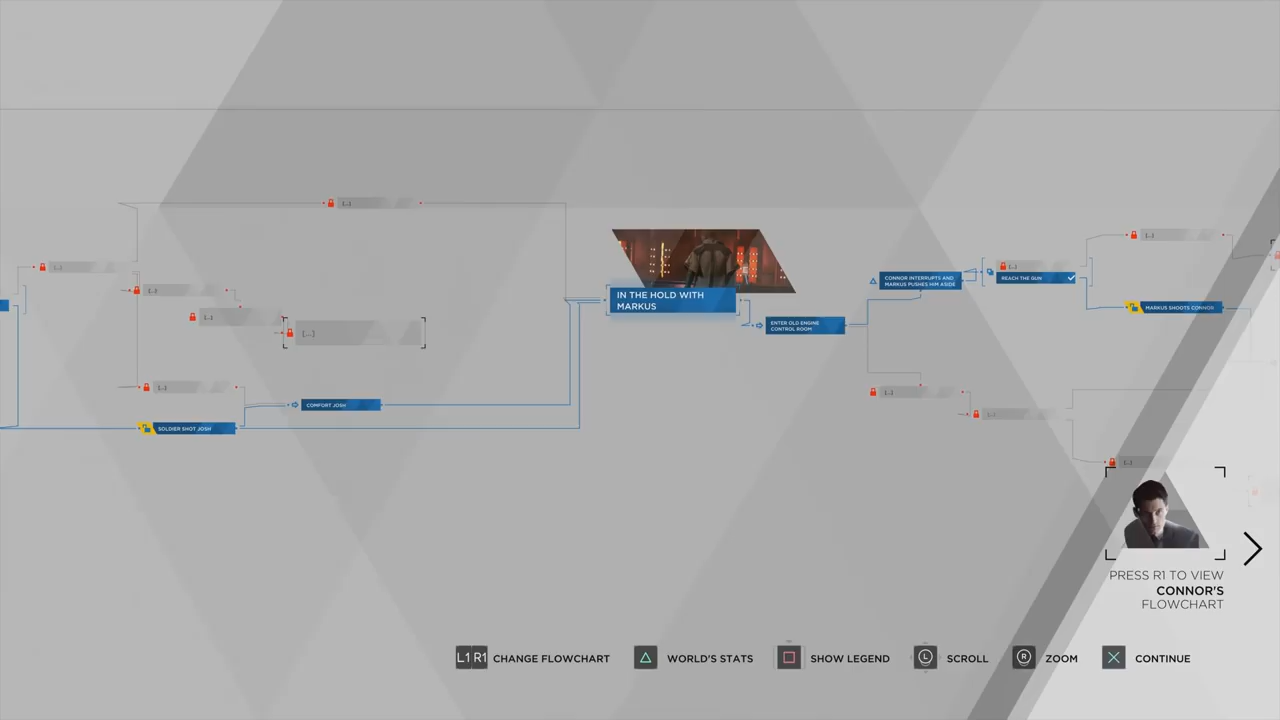 [...]
[...]
[...]
[...]
[...]
[...]
COMFORT JOSH
SOLDIER SHOT JOSH
IN THE HOLD WITH
MARKUS
ENTER OLD ENGINE
CONTROL ROOM
CONNOR INTERRUPTS AND
MARKUS PUSHES HIM ASIDE
[...]
REACH THE GUN
[...]
MARKUS SHOOTS CONNOR
[...]
[...]
[...]
PRESS R1 TO VIEW
CONNOR'S
FLOWCHART
L1 R1 CHANGE FLOWCHART
WORLD'S STATS
SHOW LEGEND
L SCROLL
R ZOOM
CONTINUE